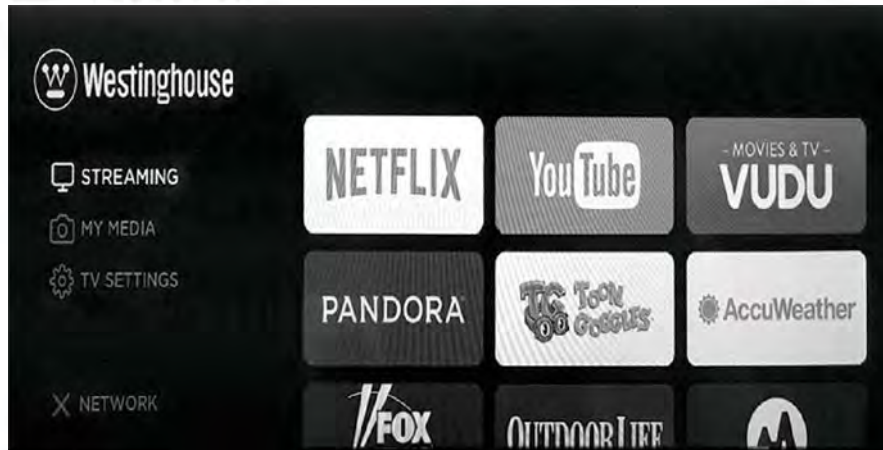 Westinghouse
STREAMING
MY MEDIA
TV SETTINGS
NETWORK
NETFLIX
YouTube
- MOVIES & TV -
VUDU
PANDORA
TG TOON
GOGGLES
AccuWeather
FOX
OUTDOOR LIFE